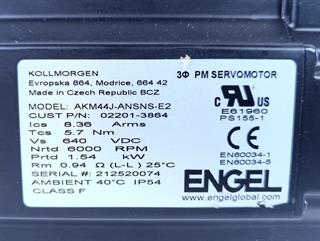 KOLLMORGEN
Evropska 864, Modrice, 664 42
Made in Czech Republic BCZ
3Φ PM SERVOMOTOR
MODEL: AKM44J-ANSNS-E2
CUST P/N: 02201-3864
Ics 8.36 Arms
Tcs 5.7 Nm
Vs 640 VDC
Nrtd 6000 RPM
Prtd 1.54 kW
Rm 0.94 Ω (L-L) 25°C
SERIAL #: 212520074
AMBIENT 40°C IP54
CLASS F
c UR US
E61960
PS155-1
CE
EN60034-1
EN60034-5
ENGEL
engelglobal.com